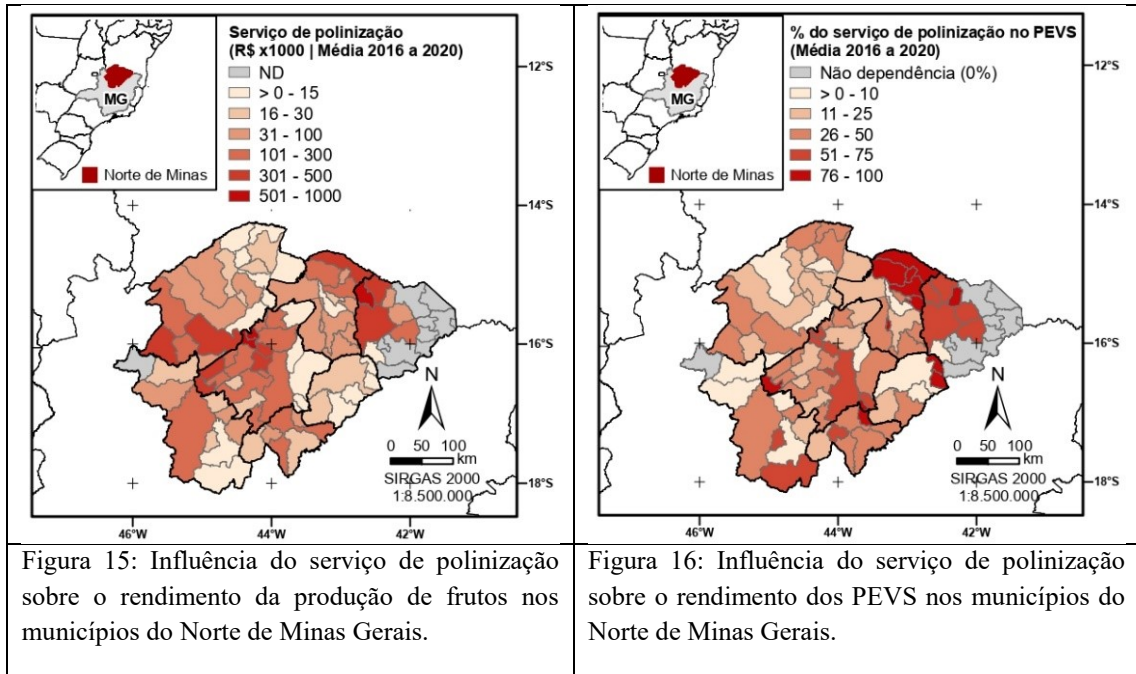 Serviço de polinização
(R$ x1000 | Média 2016 a 2020)
ND
> 0 - 15
16 - 30
31 - 100
101 - 300
301 - 500
501 - 1000
MG
Norte de Minas
12°S
14°S
16°S
18°S
N
0 50 100
km
SIRGAS 2000
1:8.500.000
46°W
44°W
42°W
Figura 15: Influência do serviço de polinização
sobre o rendimento da produção de frutos nos
municípios do Norte de Minas Gerais.
% do serviço de polinização no PEVS
(Média 2016 a 2020)
Não dependência (0%)
> 0 - 10
11 - 25
26 - 50
51 - 75
76 - 100
MG
Norte de Minas
12°S
14°S
16°S
18°S
N
0 50 100
km
SIRGAS 2000
1:8.500.000
46°W
44°W
42°W
Figura 16: Influência do serviço de polinização
sobre o rendimento dos PEVS nos municípios do
Norte de Minas Gerais.